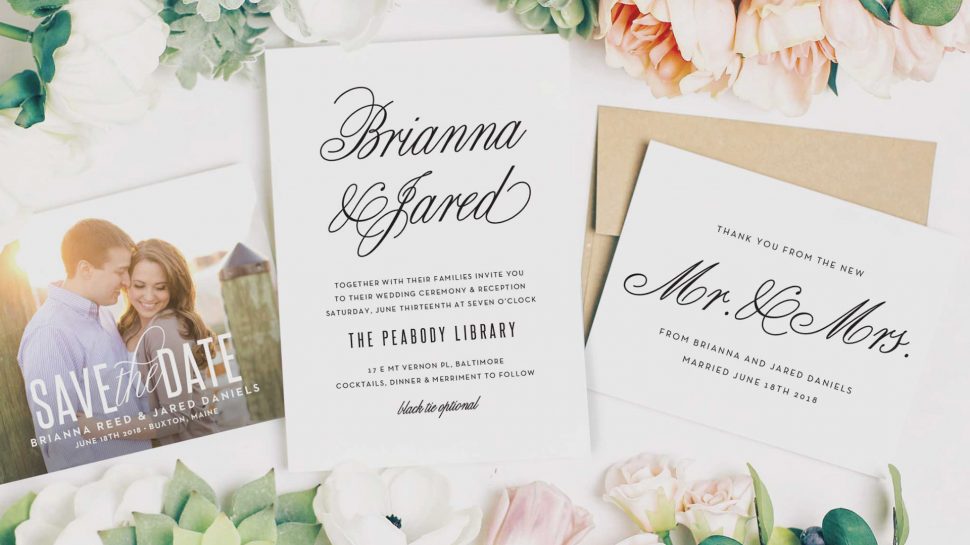 SAVE the DATE
BRIANNA REED & JARED DANIELS
JUNE 18TH 2018 · BUXTON, MAINE
Brianna
& Jared
TOGETHER WITH THEIR FAMILIES INVITE YOU
TO THEIR WEDDING CEREMONY & RECEPTION
SATURDAY, JUNE THIRTEENTH AT SEVEN O'CLOCK
THE PEABODY LIBRARY
17 E MT VERNON PL, BALTIMORE
COCKTAILS, DINNER & MERRIMENT TO FOLLOW
black tie optional
THANK YOU FROM THE NEW
Mr. & Mrs.
FROM BRIANNA AND JARED DANIELS
MARRIED JUNE 18TH 2018